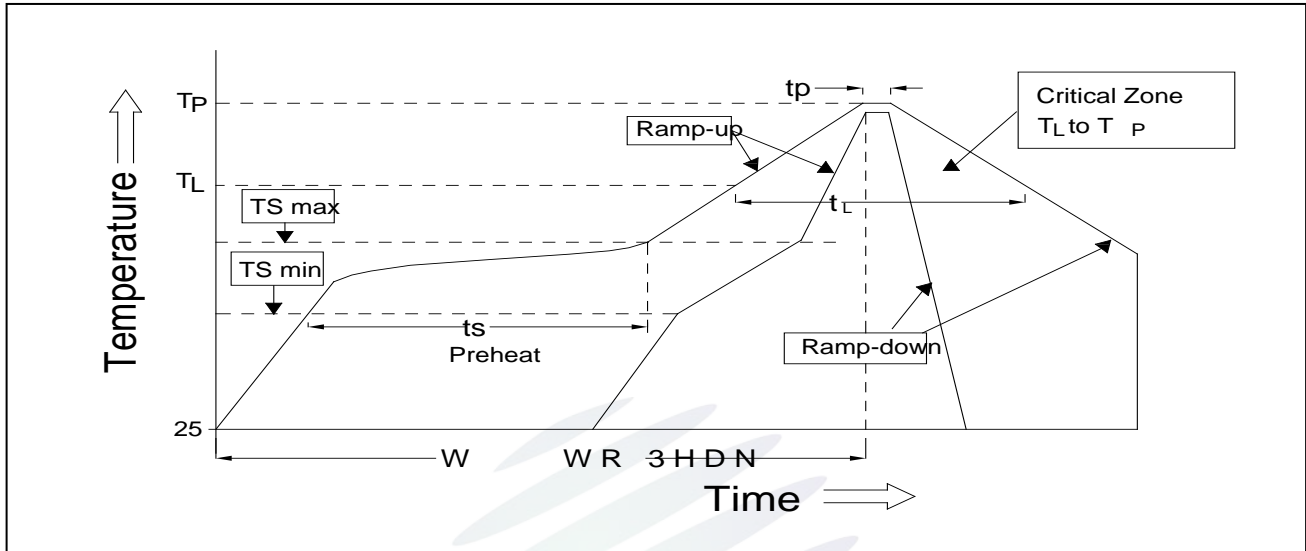 tp
TP
Critical Zone
TL to T P
Ramp-up
TL
TS max
tL
TS min
ts
Preheat
Ramp-down
Temperature
25
W W R 3 H D N
Time